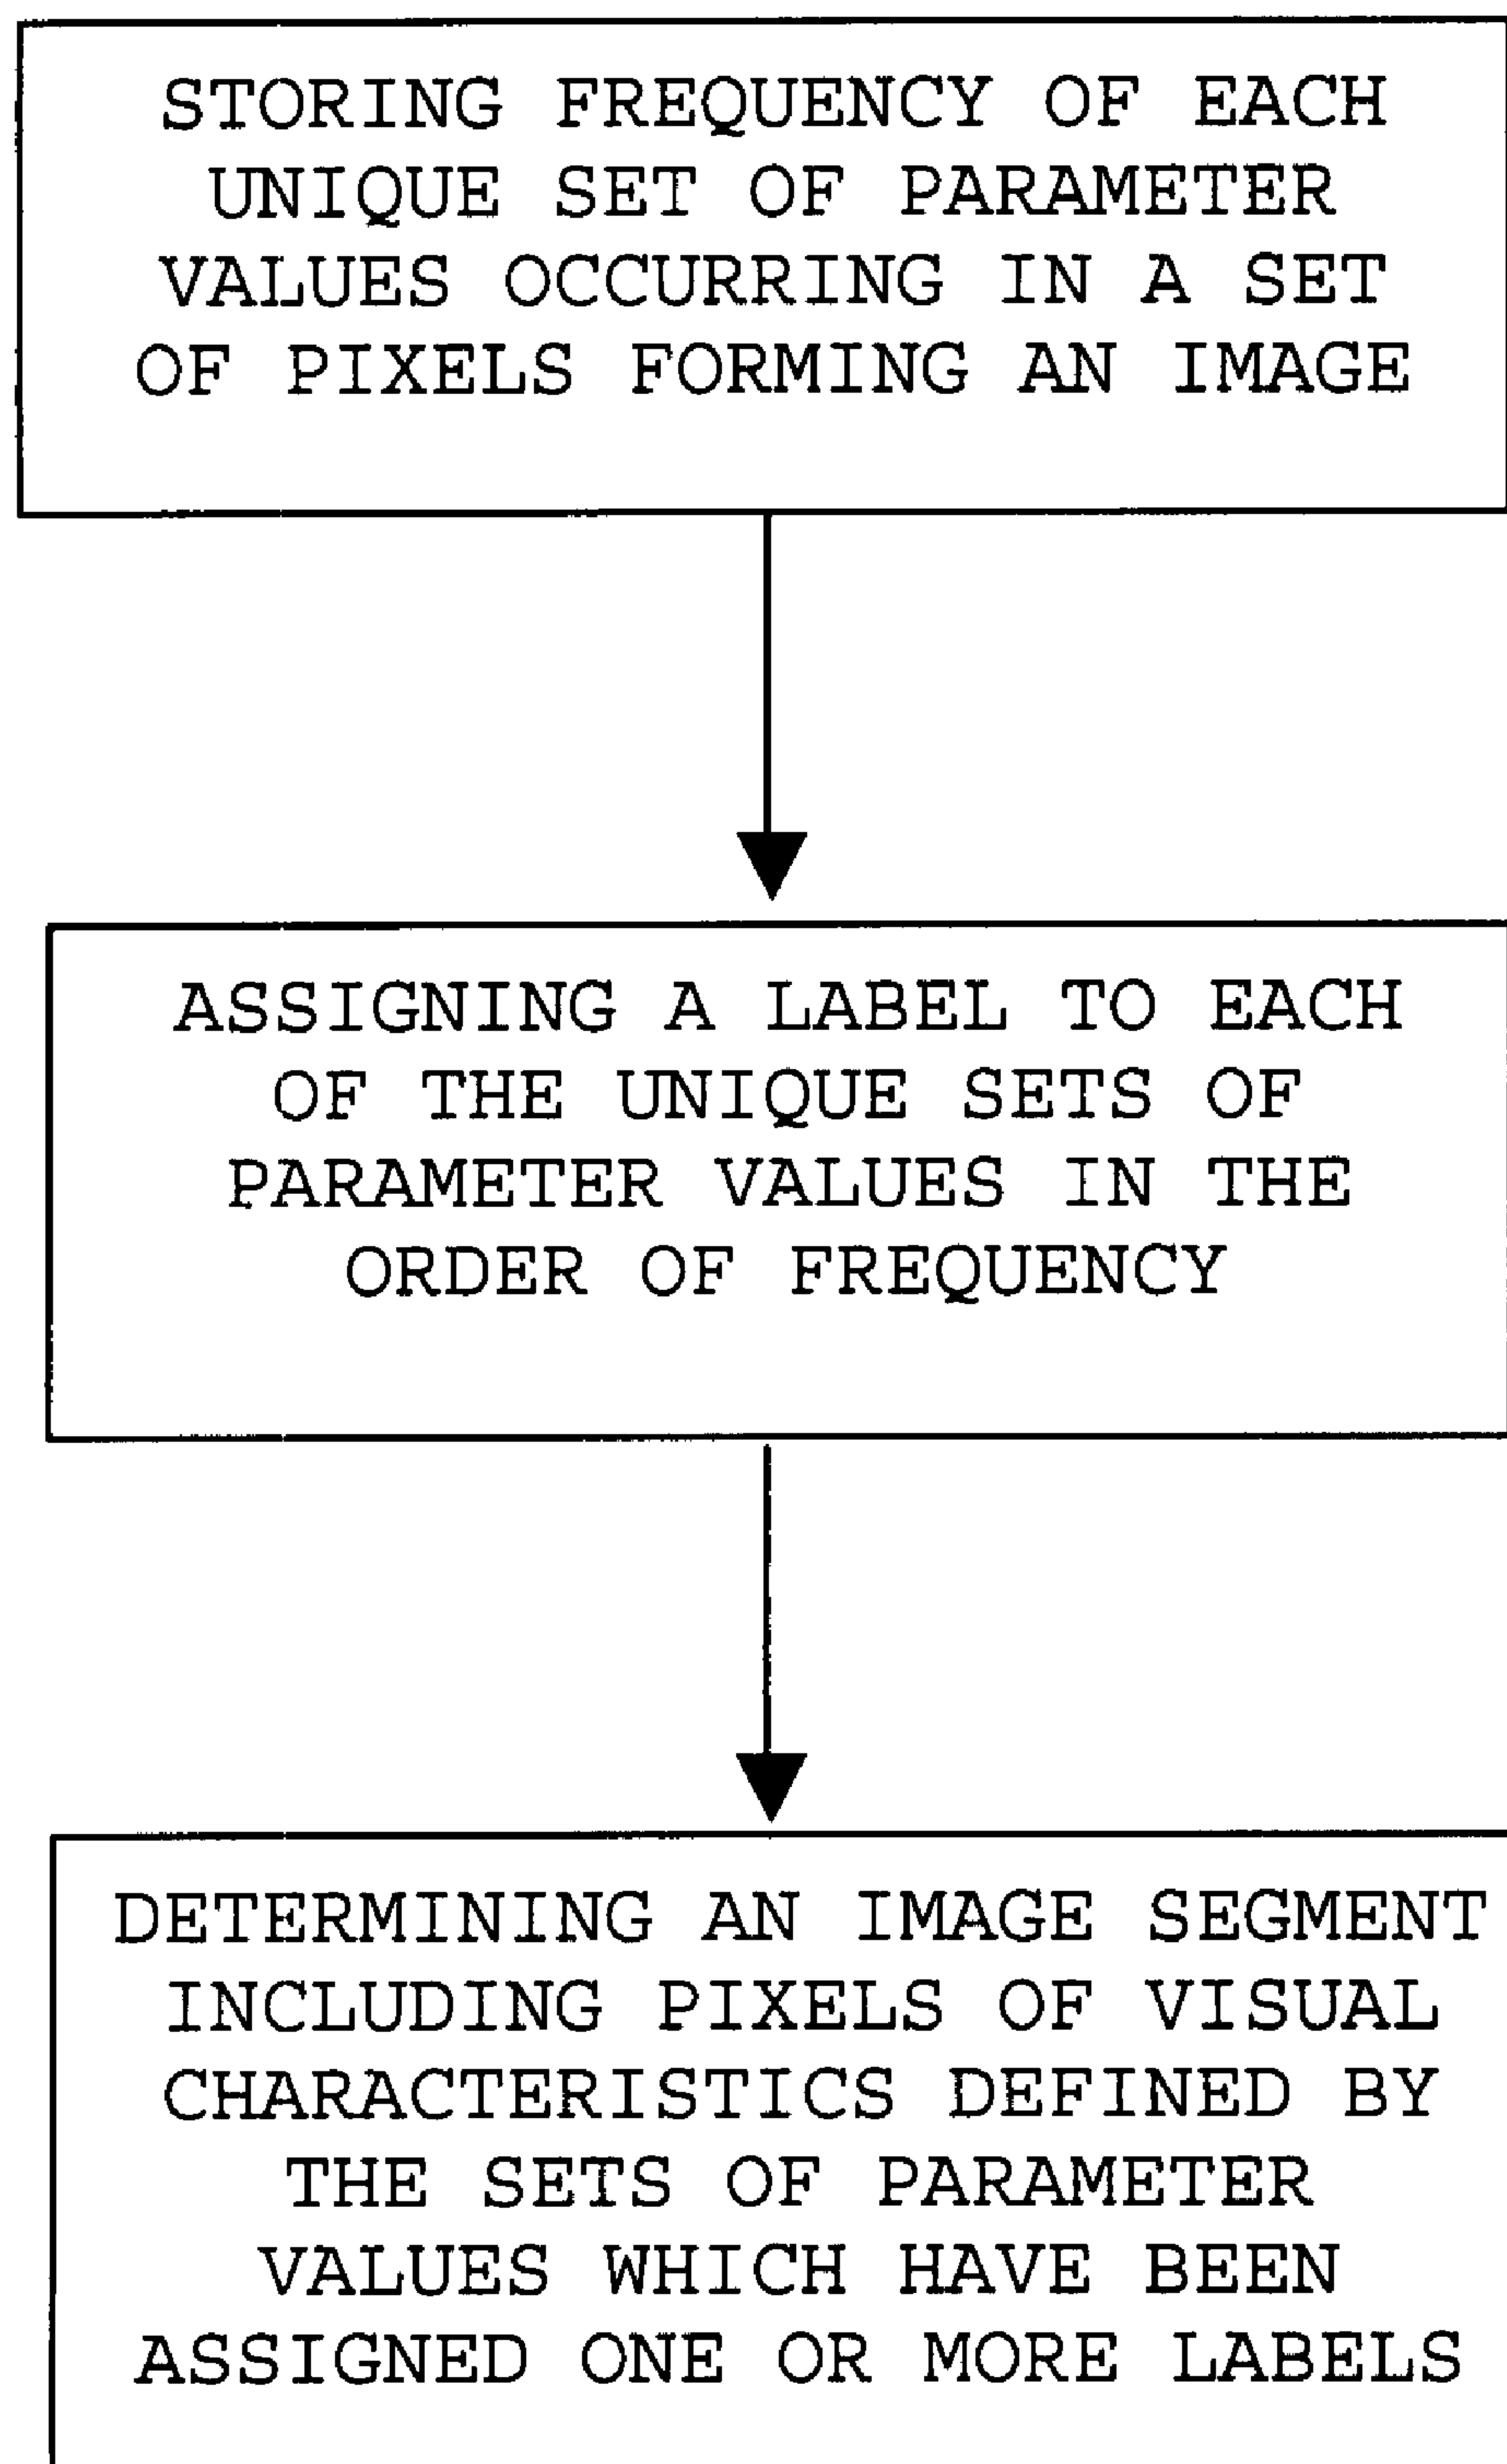 STORING FREQUENCY OF EACH
UNIQUE SET OF PARAMETER
VALUES OCCURRING IN A SET
OF PIXELS FORMING AN IMAGE
ASSIGNING A LABEL TO EACH
OF THE UNIQUE SETS OF
PARAMETER VALUES IN THE
ORDER OF FREQUENCY
DETERMINING AN IMAGE SEGMENT
INCLUDING PIXELS OF VISUAL
CHARACTERISTICS DEFINED BY
THE SETS OF PARAMETER
VALUES WHICH HAVE BEEN
ASSIGNED ONE OR MORE LABELS